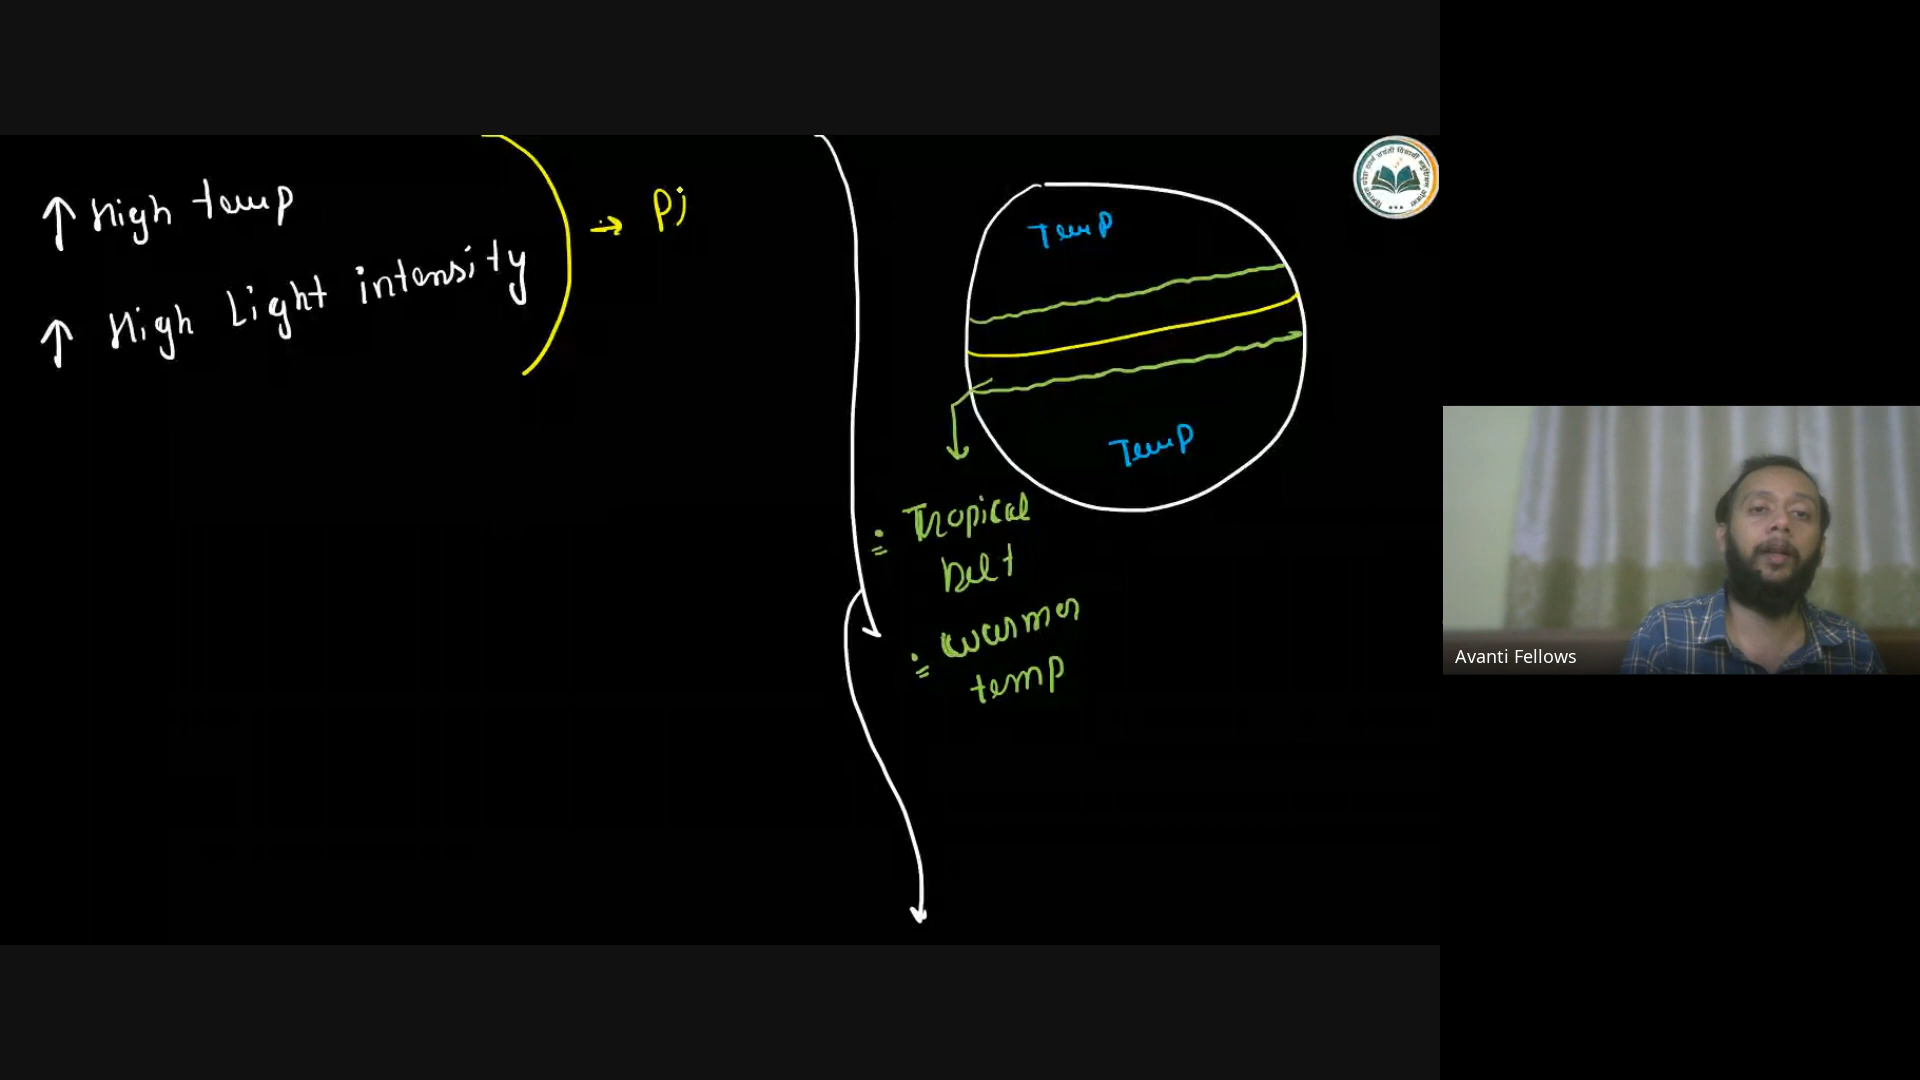 ↑ High temp
↑ High Light intensity
→ Pj
Temp
Temp
Tropical
belt
warmer
temp
Avanti Fellows